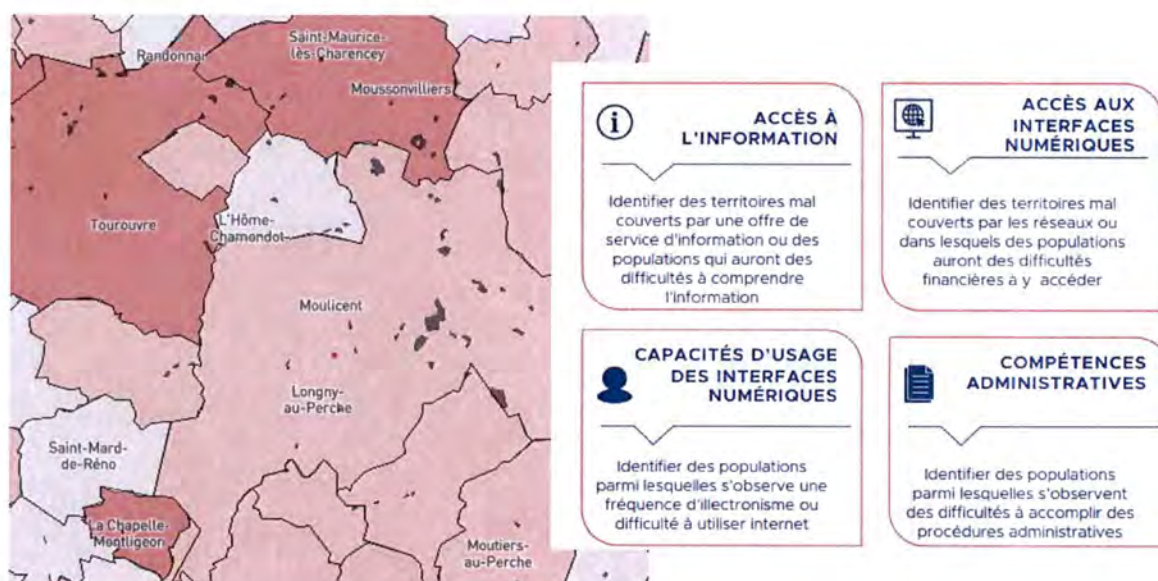 Randonnai
Saint-Maurice-
lès-Charencey
Moussonvilliers
Tourouvre
L'Hôme-
Chamondot
Moulicent
Longny-
au-Perche
Saint-Mard-
de-Réno
La Chapelle-
Montligeon
Moutiers-
au-Perche
ACCÈS À
L'INFORMATION
Identifier des territoires mal
couverts par une offre de
service d'information ou des
populations qui auront des
difficultés à comprendre
l'information
ACCÈS AUX
INTERFACES
NUMÉRIQUES
Identifier des territoires mal
couverts par les réseaux ou
dans lesquels des populations
auront des difficultés
financières à y accéder
CAPACITÉS D'USAGE
DES INTERFACES
NUMÉRIQUES
Identifier des populations
parmi lesquelles s'observe une
fréquence d'illectronisme ou
difficulté à utiliser internet
COMPÉTENCES
ADMINISTRATIVES
Identifier des populations
parmi lesquelles s'observent
des difficultés à accomplir des
procédures administratives